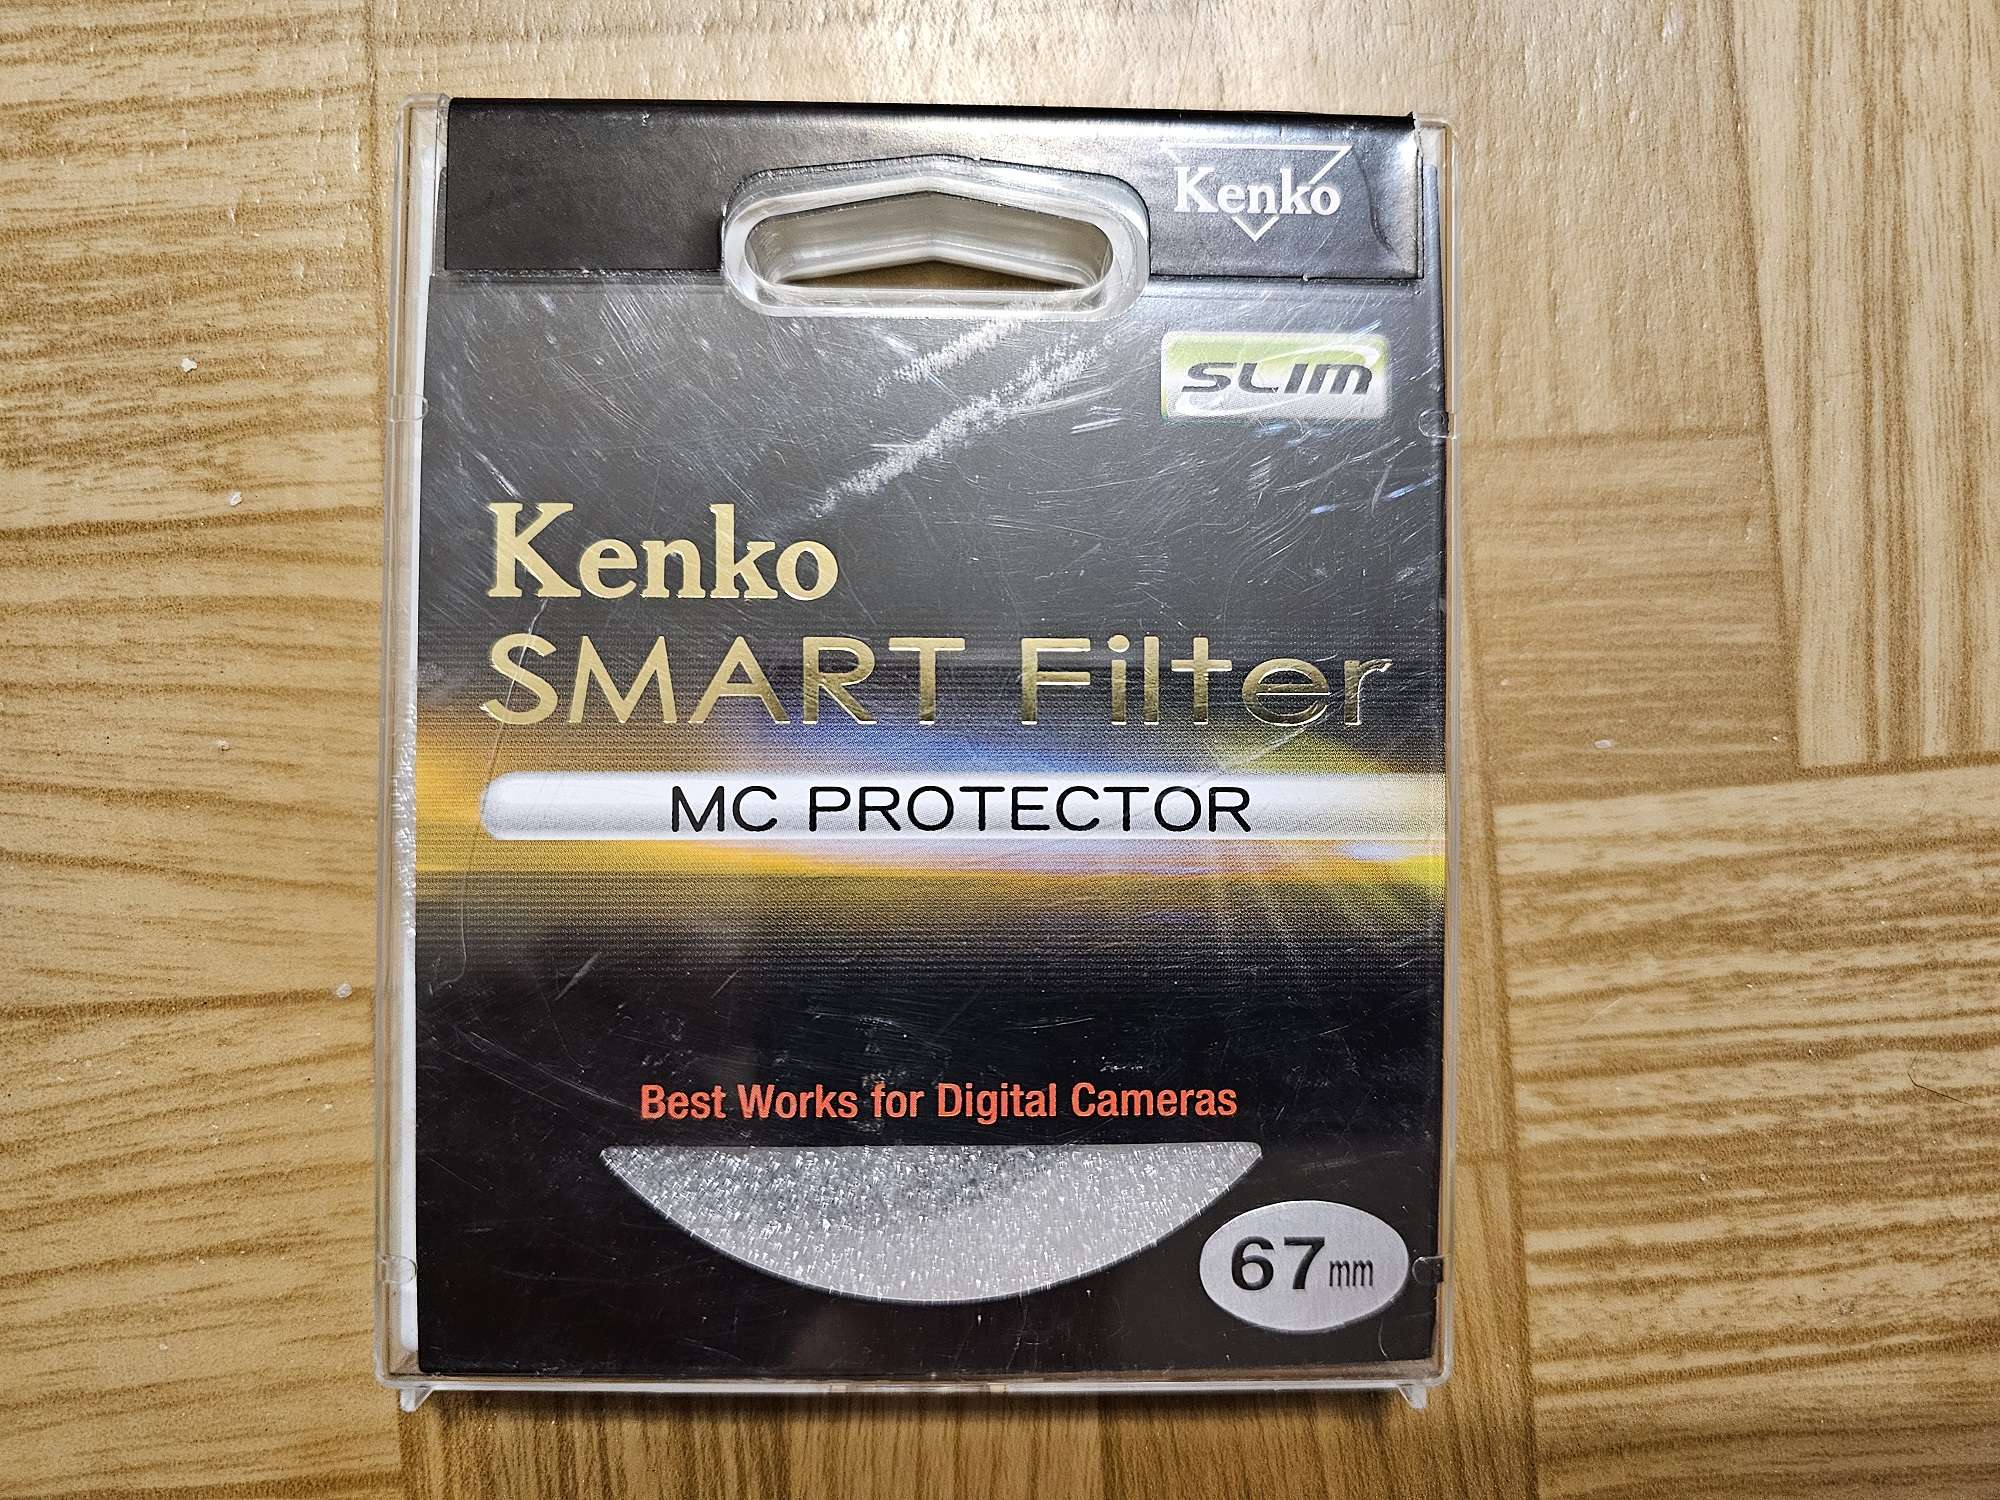 Kenko
SLIM
Kenko
SMART Filter
MC PROTECTOR
Best Works for Digital Cameras
67mm